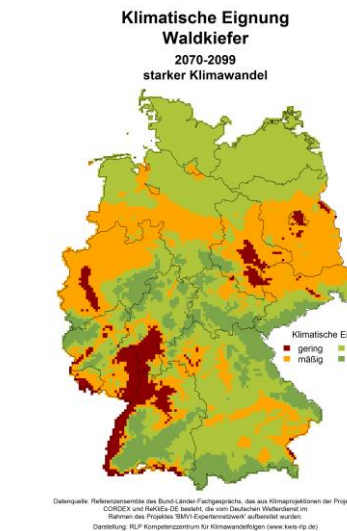 Klimatische Eignung
Waldkiefer
2070-2099
starker Klimawandel
Klimatische Ei
gering
mäßig
Datenquelle: Referenzensemble des Bund-Länder-Fachgesprächs, das aus Klimaprojektionen der Proje
CORDEX und ReKliEs-DE besteht, die vom Deutschen Wetterdienst im
Rahmen des Projektes 'BMVI-Expertennetzwerk' aufbereitet wurden.
Darstellung: RLP Kompetenzzentrum für Klimawandelfolgen (www.kwis-rlp.de)